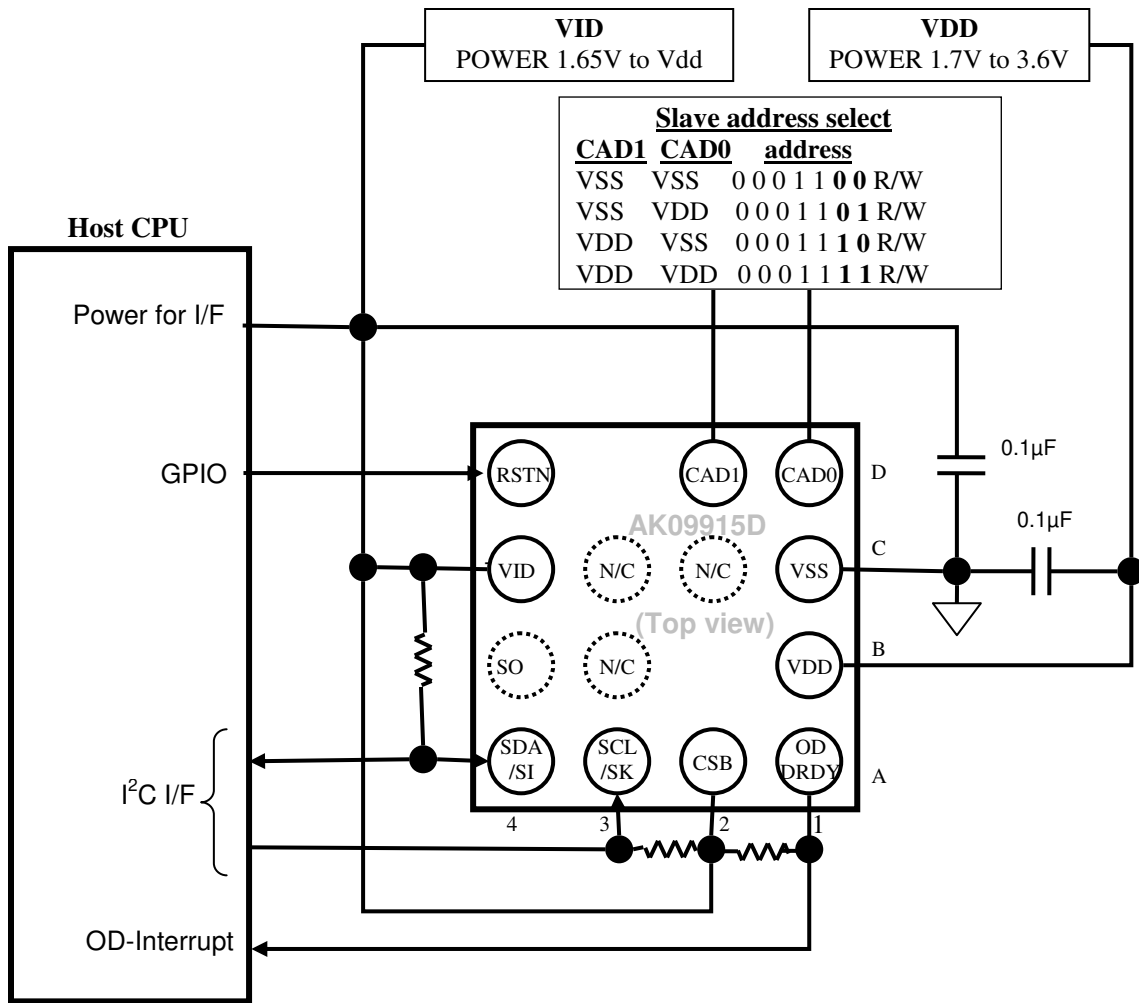 VID
POWER 1.65V to Vdd
VDD
POWER 1.7V to 3.6V
Slave address select
CAD1 CAD0 address
VSS VSS 0 0 0 1 1 0 0 R/W
VSS VDD 0 0 0 1 1 0 1 R/W
VDD VSS 0 0 0 1 1 1 0 R/W
VDD VDD 0 0 0 1 1 1 1 R/W
Host CPU
Power for I/F
GPIO
I²C I/F
OD-Interrupt
RSTN
CAD1
CAD0
D
AK09915D
VID
N/C
N/C
VSS
C
(Top view)
SO
N/C
VDD
B
SDA
/SI
SCL
/SK
CSB
OD
DRDY
A
4
3
2
1
0.1µF
0.1µF